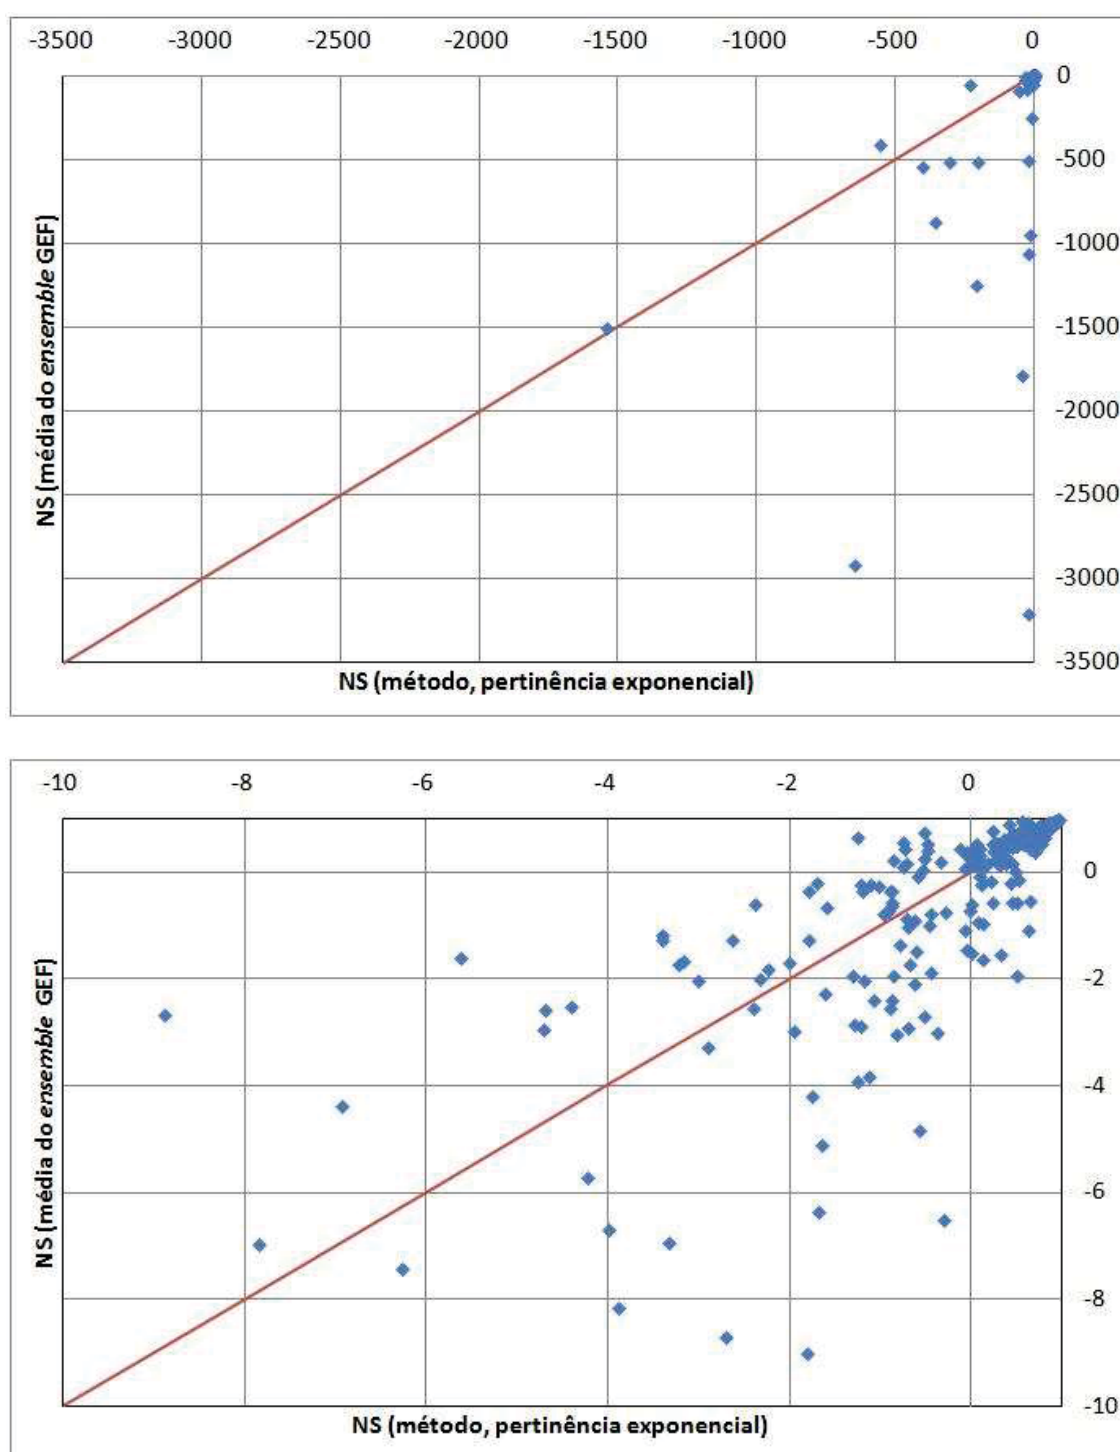 -3500 -3000 -2500 -2000 -1500 -1000 -500 0
0
-500
-1000
-1500
-2000
-2500
-3000
-3500
NS (média do ensemble GEF)
NS (método, pertinência exponencial)
-10 -8 -6 -4 -2 0
0
-2
-4
-6
-8
-10
NS (média do ensemble GEF)
NS (método, pertinência exponencial)